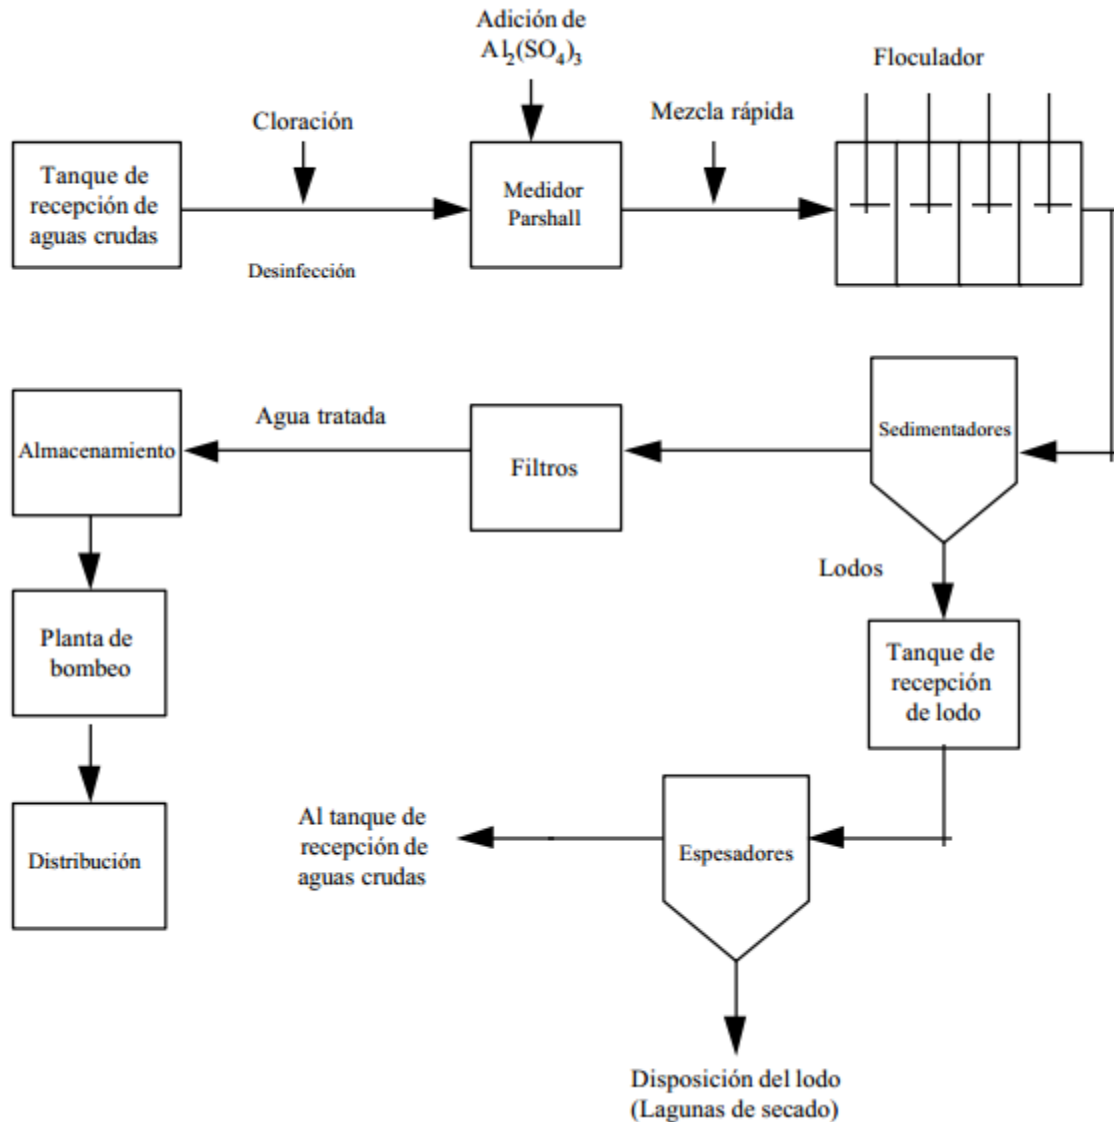 Adición de
Al₂(SO₄)₃
Floculador
Cloración
Mezcla rápida
Tanque de
recepción de
aguas crudas
Medidor
Parshall
Desinfección
Almacenamiento
Agua tratada
Filtros
Sedimentadores
Lodos
Planta de
bombeo
Tanque de
recepción
de lodo
Distribución
Al tanque de
recepción de
aguas crudas
Espesadores
Disposición del lodo
(Lagunas de secado)